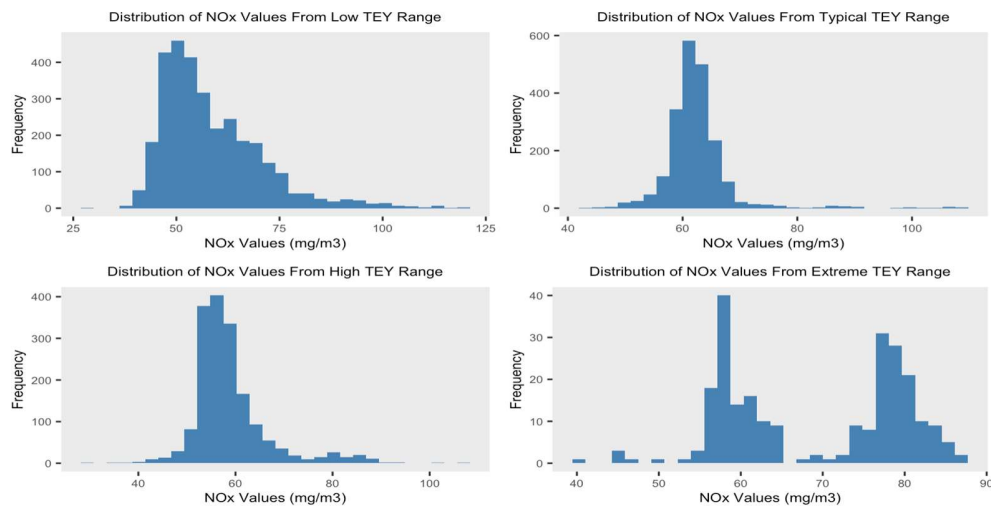 Distribution of NOx Values From Low TEY Range
Frequency
400
300
200
100
0
25 50 75 100 125
NOx Values (mg/m3)
Distribution of NOx Values From Typical TEY Range
Frequency
600
400
200
0
40 60 80 100
NOx Values (mg/m3)
Distribution of NOx Values From High TEY Range
Frequency
400
300
200
100
0
40 60 80 100
NOx Values (mg/m3)
Distribution of NOx Values From Extreme TEY Range
Frequency
40
30
20
10
0
40 50 60 70 80 90
NOx Values (mg/m3)